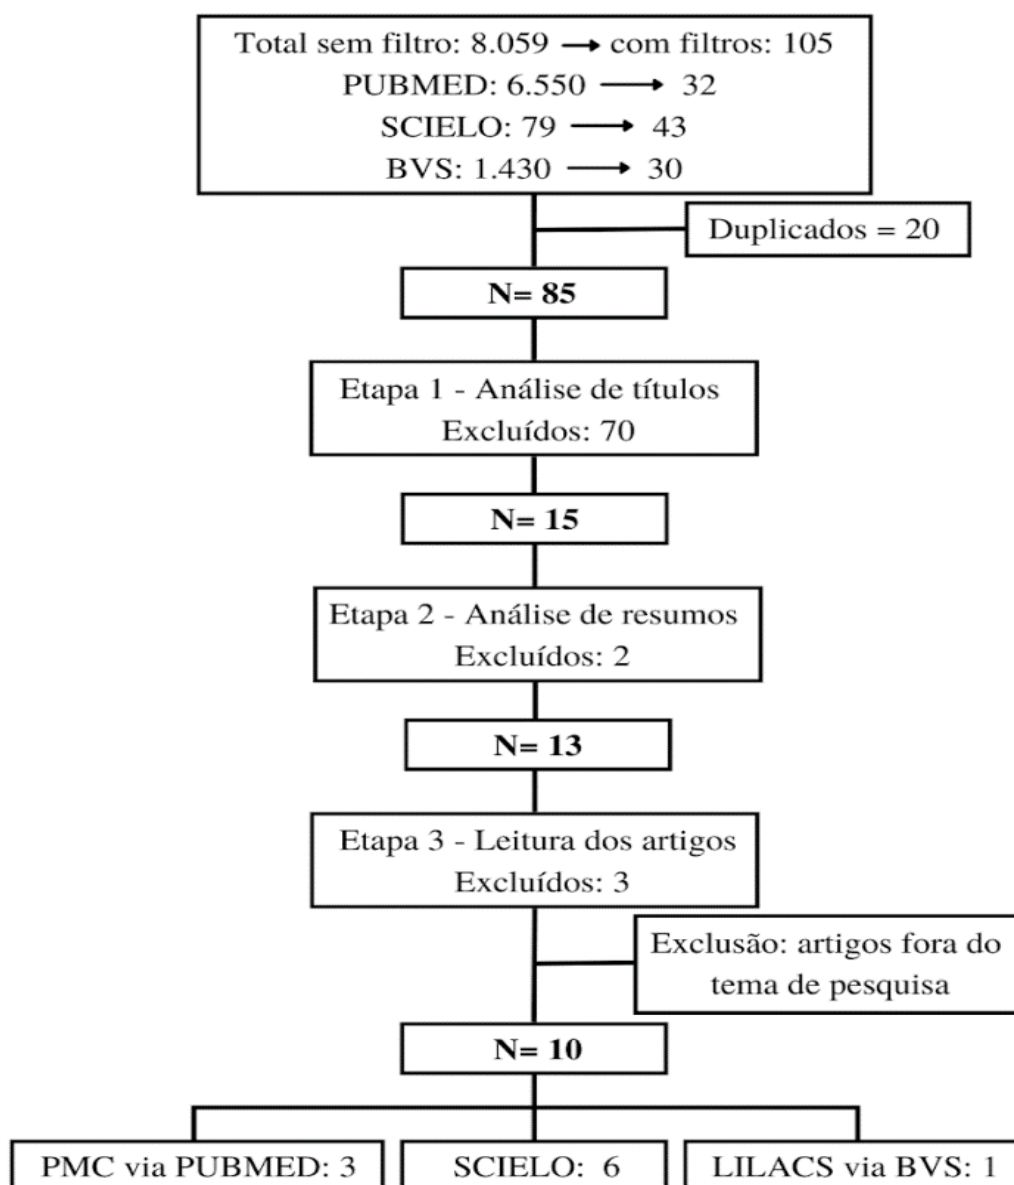 Total sem filtro: 8.059 → com filtros: 105
PUBMED: 6.550 → 32
SCIELO: 79 → 43
BVS: 1.430 → 30
Duplicados = 20
N= 85
Etapa 1 - Análise de títulos
Excluídos: 70
N= 15
Etapa 2 - Análise de resumos
Excluídos: 2
N= 13
Etapa 3 - Leitura dos artigos
Excluídos: 3
Exclusão: artigos fora do
tema de pesquisa
N= 10
PMC via PUBMED: 3
SCIELO: 6
LILACS via BVS: 1